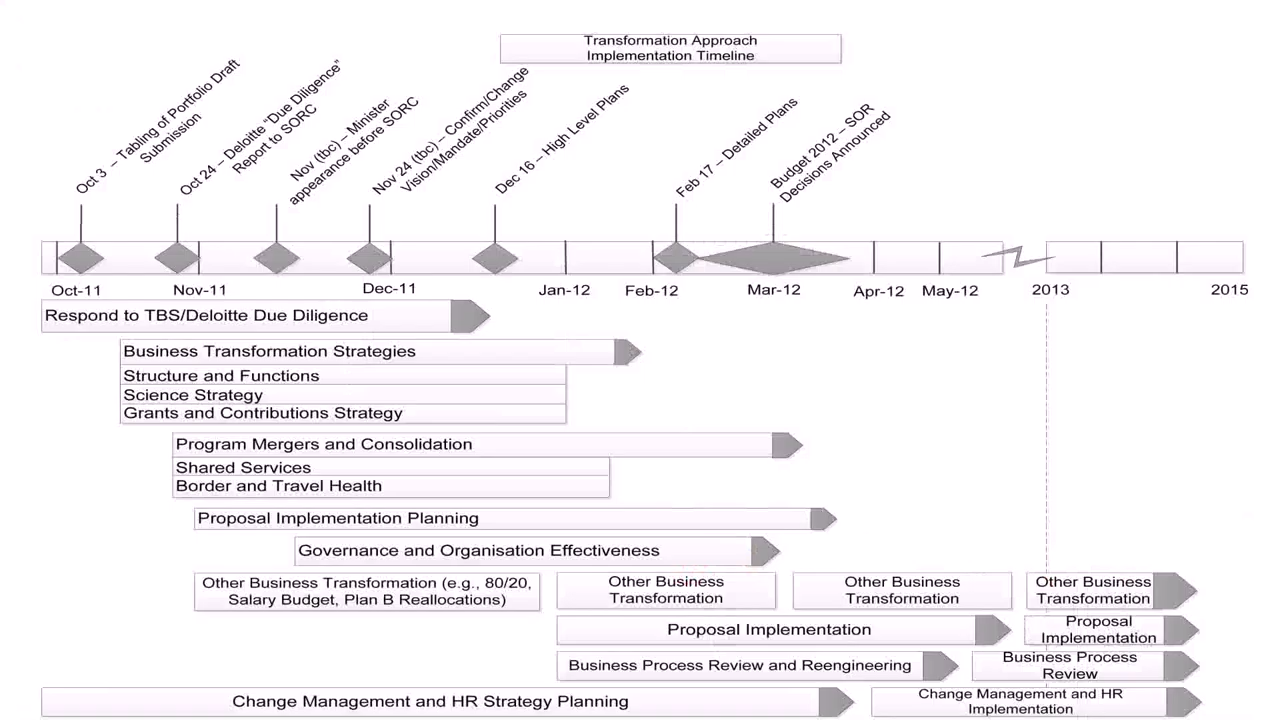 Transformation Approach
Implementation Timeline
Oct 3 – Tabling of Portfolio Draft
Submission
Oct 24 – Deloitte “Due Diligence”
Report to SORC
Nov (tbc) – Minister
appearance before SORC
Nov 24 (tbc) – Confirm/Change
Vision/Mandate/Priorities
Dec 16 – High Level Plans
Feb 17 – Detailed Plans
Budget 2012 – SOR
Decisions Announced
Oct-11
Nov-11
Dec-11
Jan-12
Feb-12
Mar-12
Apr-12
May-12
2013
2015
Respond to TBS/Deloitte Due Diligence
Business Transformation Strategies
Structure and Functions
Science Strategy
Grants and Contributions Strategy
Program Mergers and Consolidation
Shared Services
Border and Travel Health
Proposal Implementation Planning
Governance and Organisation Effectiveness
Other Business Transformation (e.g., 80/20,
Salary Budget, Plan B Reallocations)
Other Business
Transformation
Other Business
Transformation
Other Business
Transformation
Proposal Implementation
Proposal
Implementation
Business Process Review and Reengineering
Business Process
Review
Change Management and HR Strategy Planning
Change Management and HR
Implementation